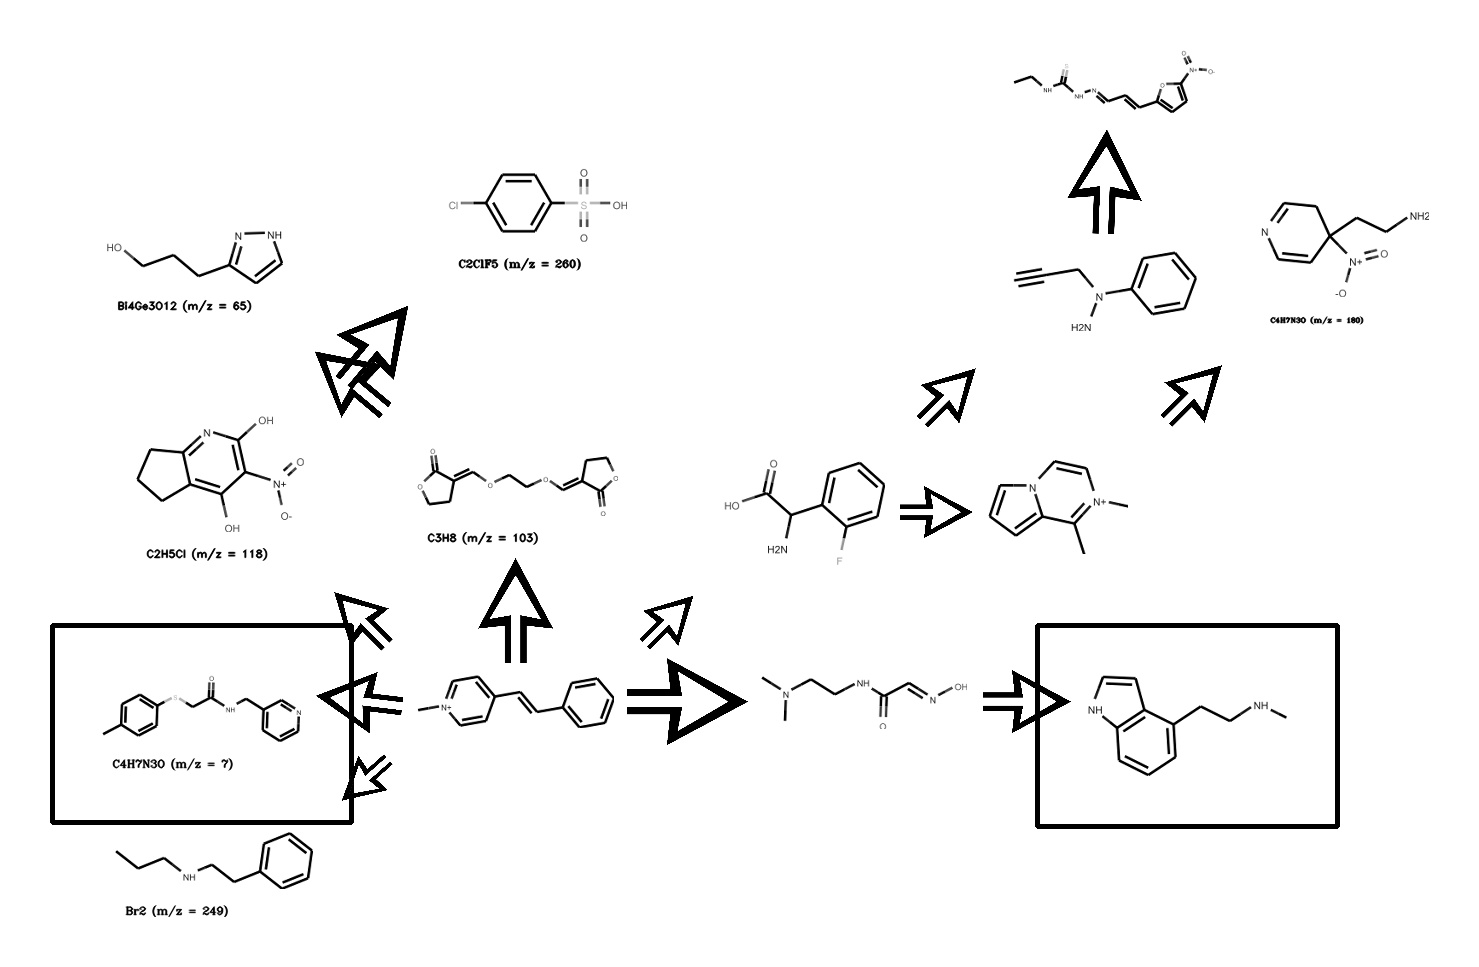 S
NH
NH
N
O
N+
O
O-
Cl
S
O
O
OH
C2ClF5 (m/z = 260)
HO
N
NH
Bi4Ge3O12 (m/z = 65)
N
N+
O
-O
NH2
C4H7N3O (m/z = 180)
N
H2N
N
OH
OH
N+
O
O-
C2H5Cl (m/z = 118)
O
O
O
O
O
O
C3H8 (m/z = 103)
O
HO
H2N
F
N
N+
S
O
NH
N
C4H7N3O (m/z = 7)
N+
N
NH
O
N
OH
NH
NH
NH
Br2 (m/z = 249)